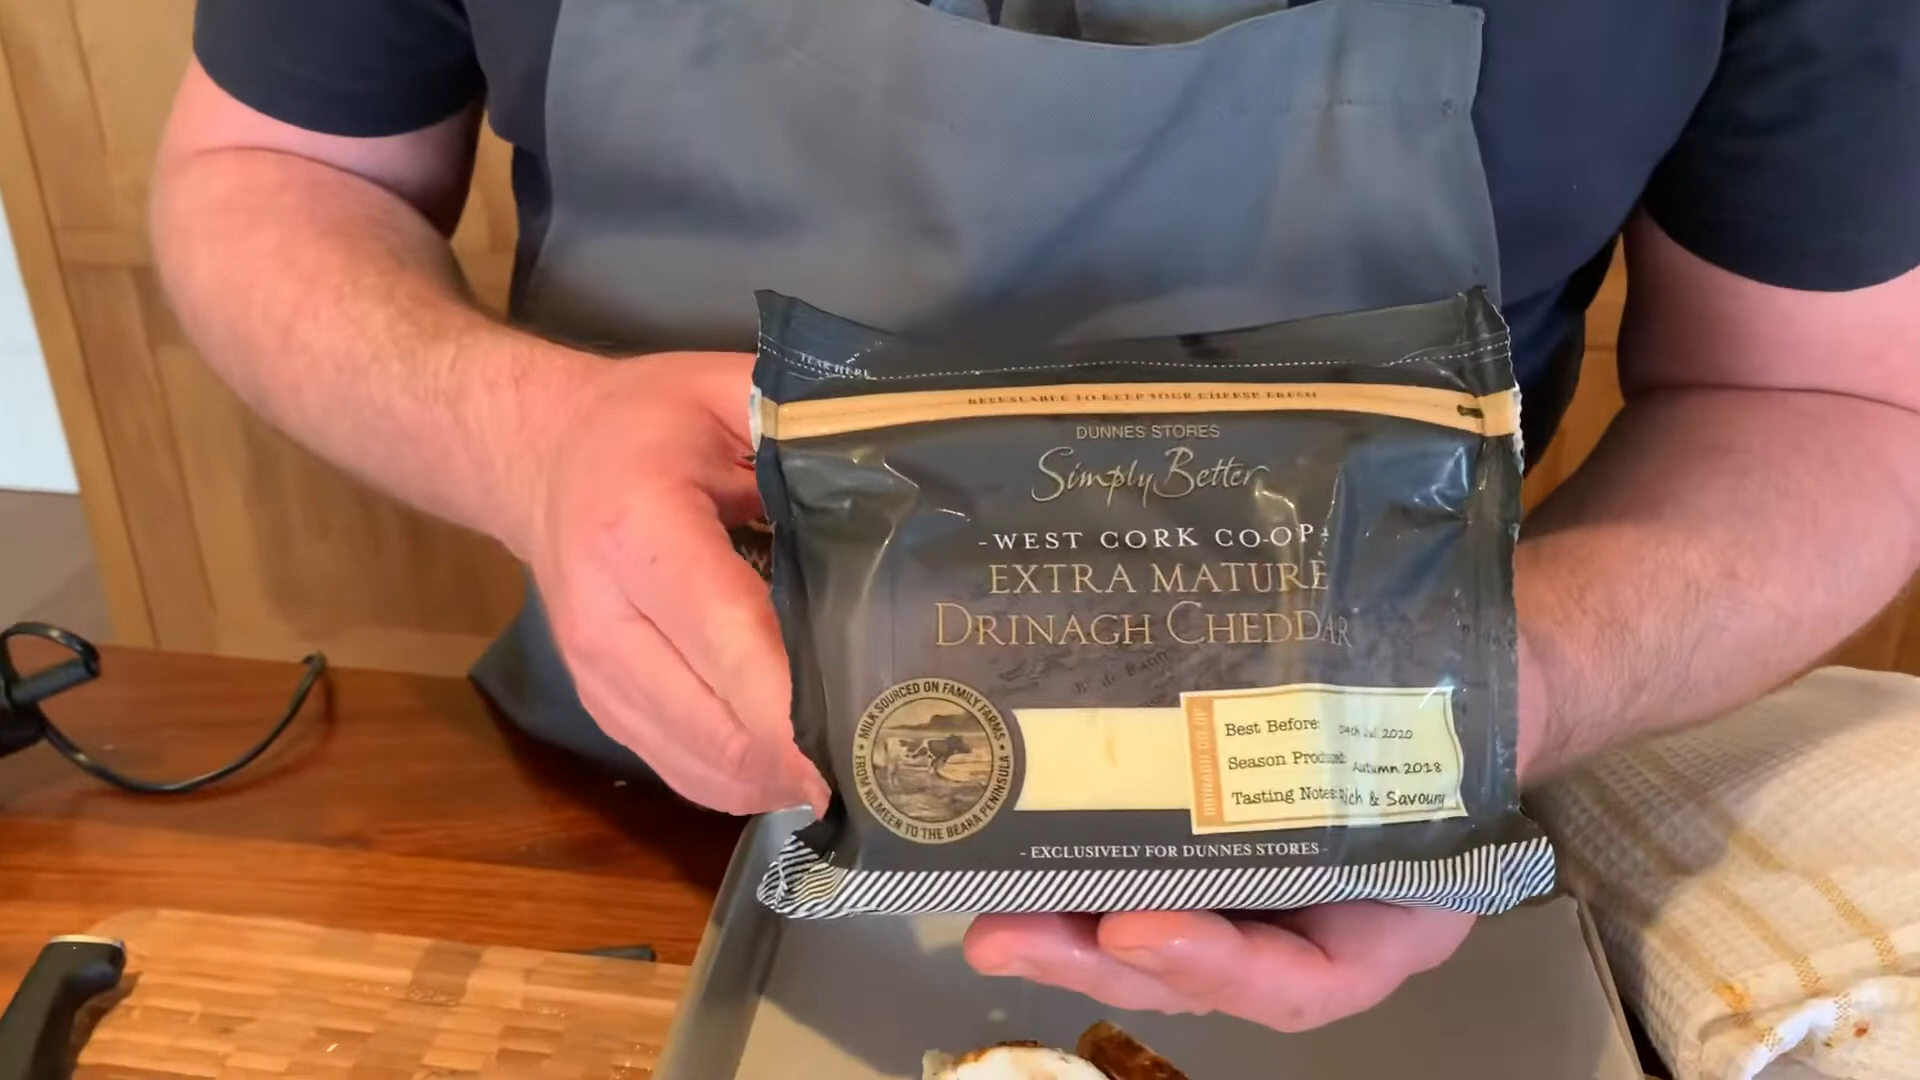 TEAR HERE
RESEALABLE TO KEEP YOUR CHEESE FRESH
DUNNES STORES
Simply Better
-WEST CORK CO-OP-
EXTRA MATURE
DRINAGH CHEDDAR
MILK SOURCED ON FAMILY FARMS
• FROM KILMEEN TO THE BEARA PENINSULA •
DRINAGH CO-OP
Best Before: 04th Jul 2020
Season Produced: Autumn 2018
Tasting Notes: Rich & Savoury
- EXCLUSIVELY FOR DUNNES STORES -